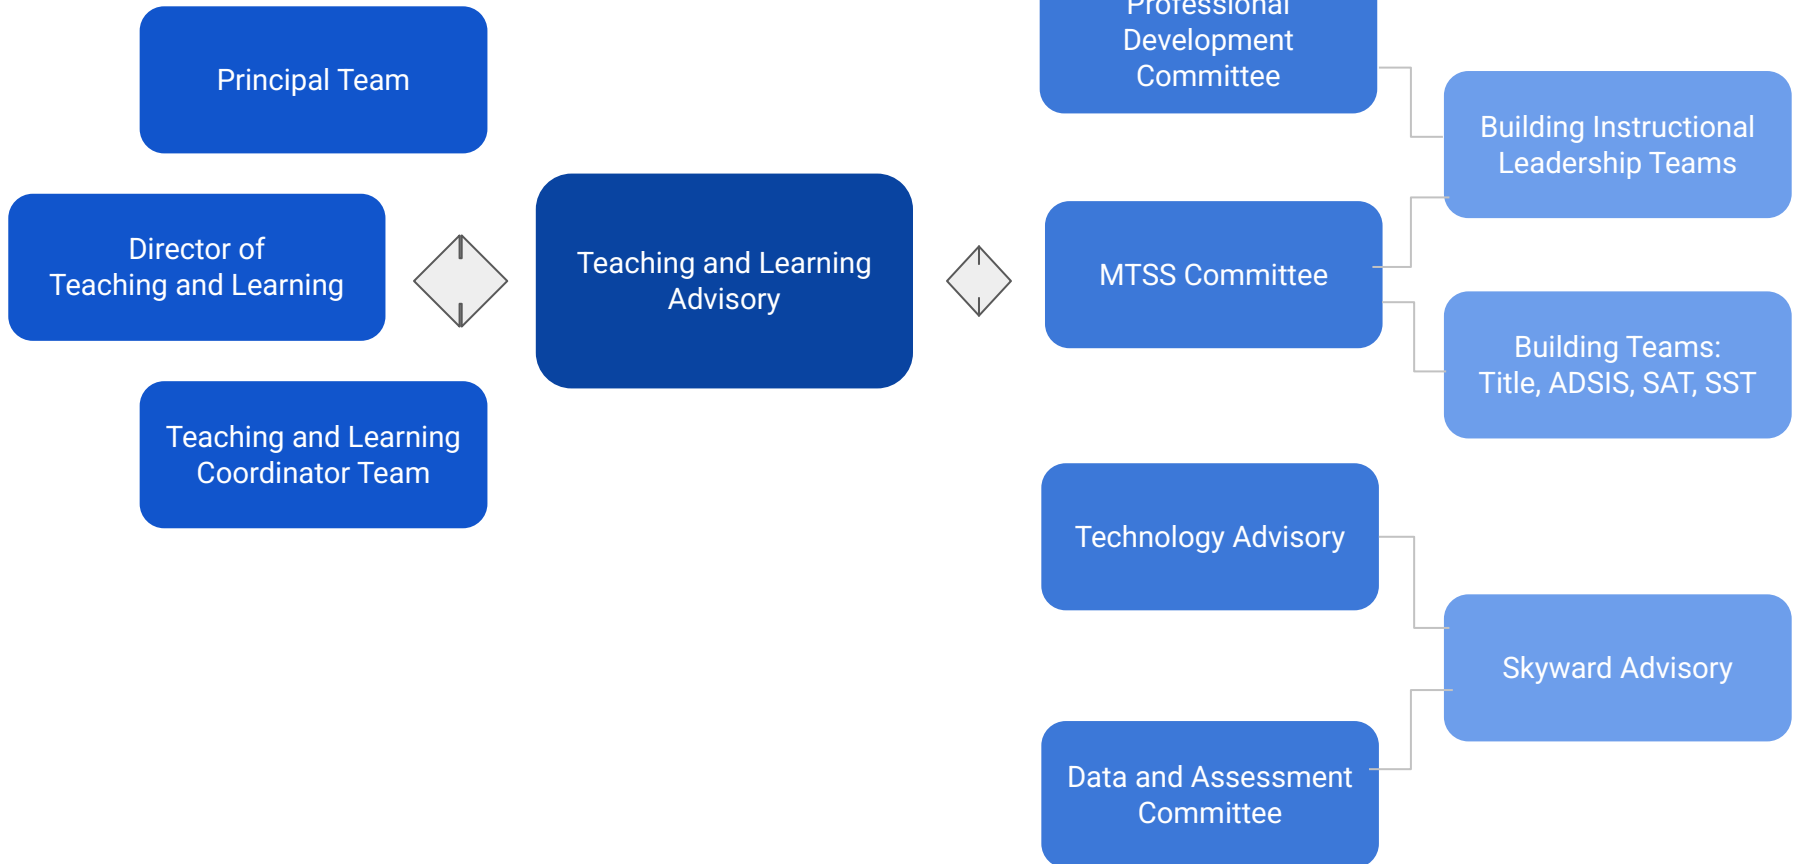 Principal Team
Director of
Teaching and Learning
Teaching and Learning
Coordinator Team
Teaching and Learning
Advisory
Professional
Development
Committee
MTSS Committee
Technology Advisory
Data and Assessment
Committee
Building Instructional
Leadership Teams
Building Teams:
Title, ADSIS, SAT, SST
Skyward Advisory